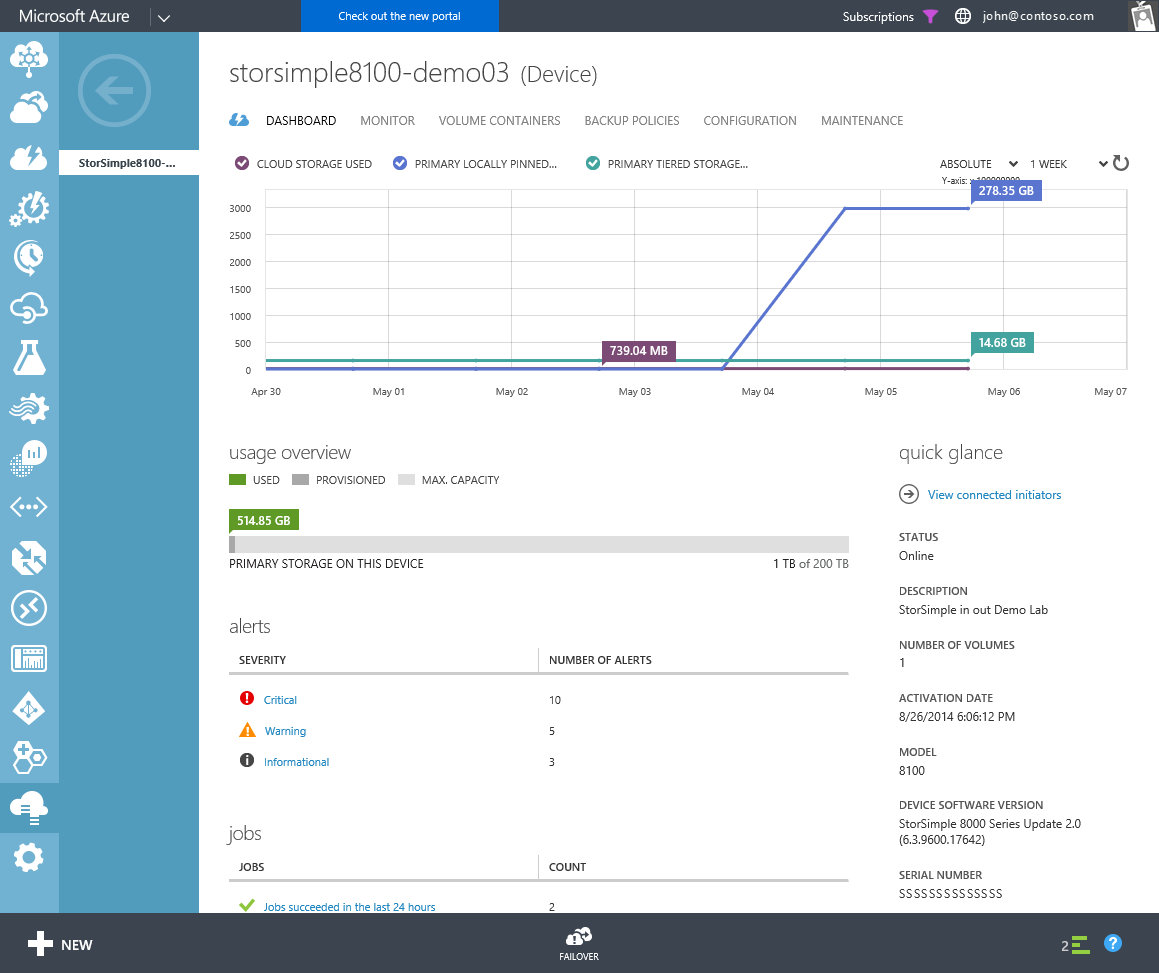 Microsoft Azure
Check out the new portal
Subscriptions
john@contoso.com
StorSimple8100-...
storsimple8100-demo03 (Device)
DASHBOARD MONITOR VOLUME CONTAINERS BACKUP POLICIES CONFIGURATION MAINTENANCE
CLOUD STORAGE USED PRIMARY LOCALLY PINNED... PRIMARY TIERED STORAGE... ABSOLUTE 1 WEEK
Y-axis: x 100000000
278.35 GB
3000
2500
2000
1500
1000
500
0
739.04 MB
14.68 GB
Apr 30 May 01 May 02 May 03 May 04 May 05 May 06 May 07
usage overview
USED PROVISIONED MAX. CAPACITY
514.85 GB
PRIMARY STORAGE ON THIS DEVICE 1 TB of 200 TB
alerts
SEVERITY NUMBER OF ALERTS
Critical 10
Warning 5
Informational 3
jobs
JOBS COUNT
Jobs succeeded in the last 24 hours 2
quick glance
View connected initiators
STATUS
Online
DESCRIPTION
StorSimple in out Demo Lab
NUMBER OF VOLUMES
1
ACTIVATION DATE
8/26/2014 6:06:12 PM
MODEL
8100
DEVICE SOFTWARE VERSION
StorSimple 8000 Series Update 2.0
(6.3.9600.17642)
SERIAL NUMBER
SSSSSSSSSSSSSS
NEW
FAILOVER
2
?